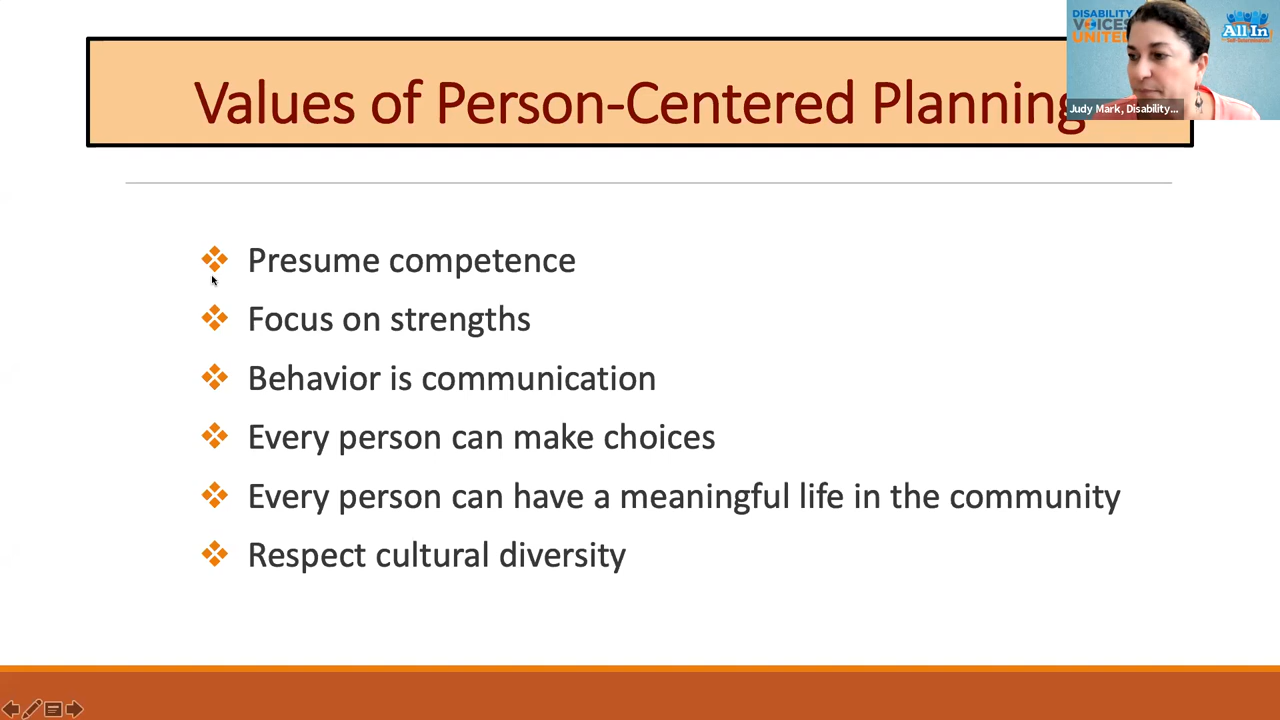 DISABILITY
VOICES
UNITED
All In
Self-Determination
Judy Mark, Disability...
Values of Person-Centered Planning
Presume competence
Focus on strengths
Behavior is communication
Every person can make choices
Every person can have a meaningful life in the community
Respect cultural diversity